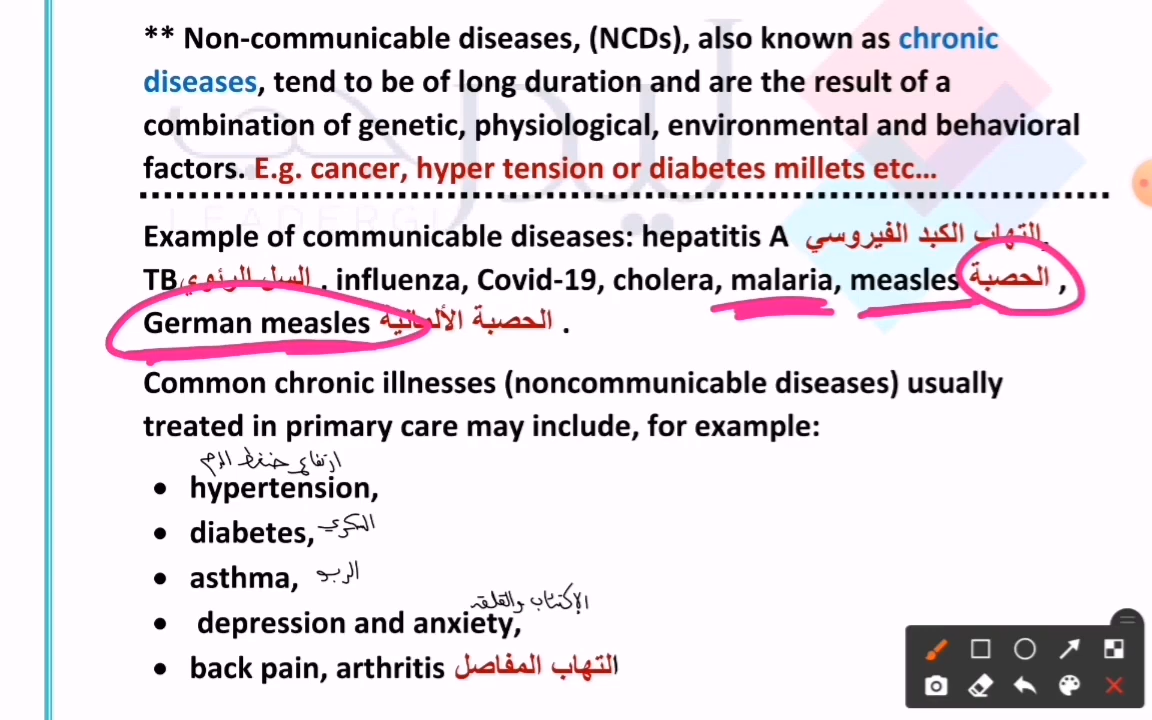 ** Non-communicable diseases, (NCDs), also known as chronic
diseases, tend to be of long duration and are the result of a
combination of genetic, physiological, environmental and behavioral
factors. E.g. cancer, hyper tension or diabetes millets etc…
LEADERGI
Example of communicable diseases: hepatitis A التهاب الكبد الفيروسي,
TB السل الرئوي . influenza, Covid-19, cholera, malaria, measles الحصبة ,
German measles الحصبة الألمانية .
Common chronic illnesses (noncommunicable diseases) usually
treated in primary care may include, for example:
ارتفاع ضغط الدم
• hypertension,
• diabetes, السكري
• asthma, الربو
الإكتئاب والقلق
• depression and anxiety,
• back pain, arthritis التهاب المفاصل